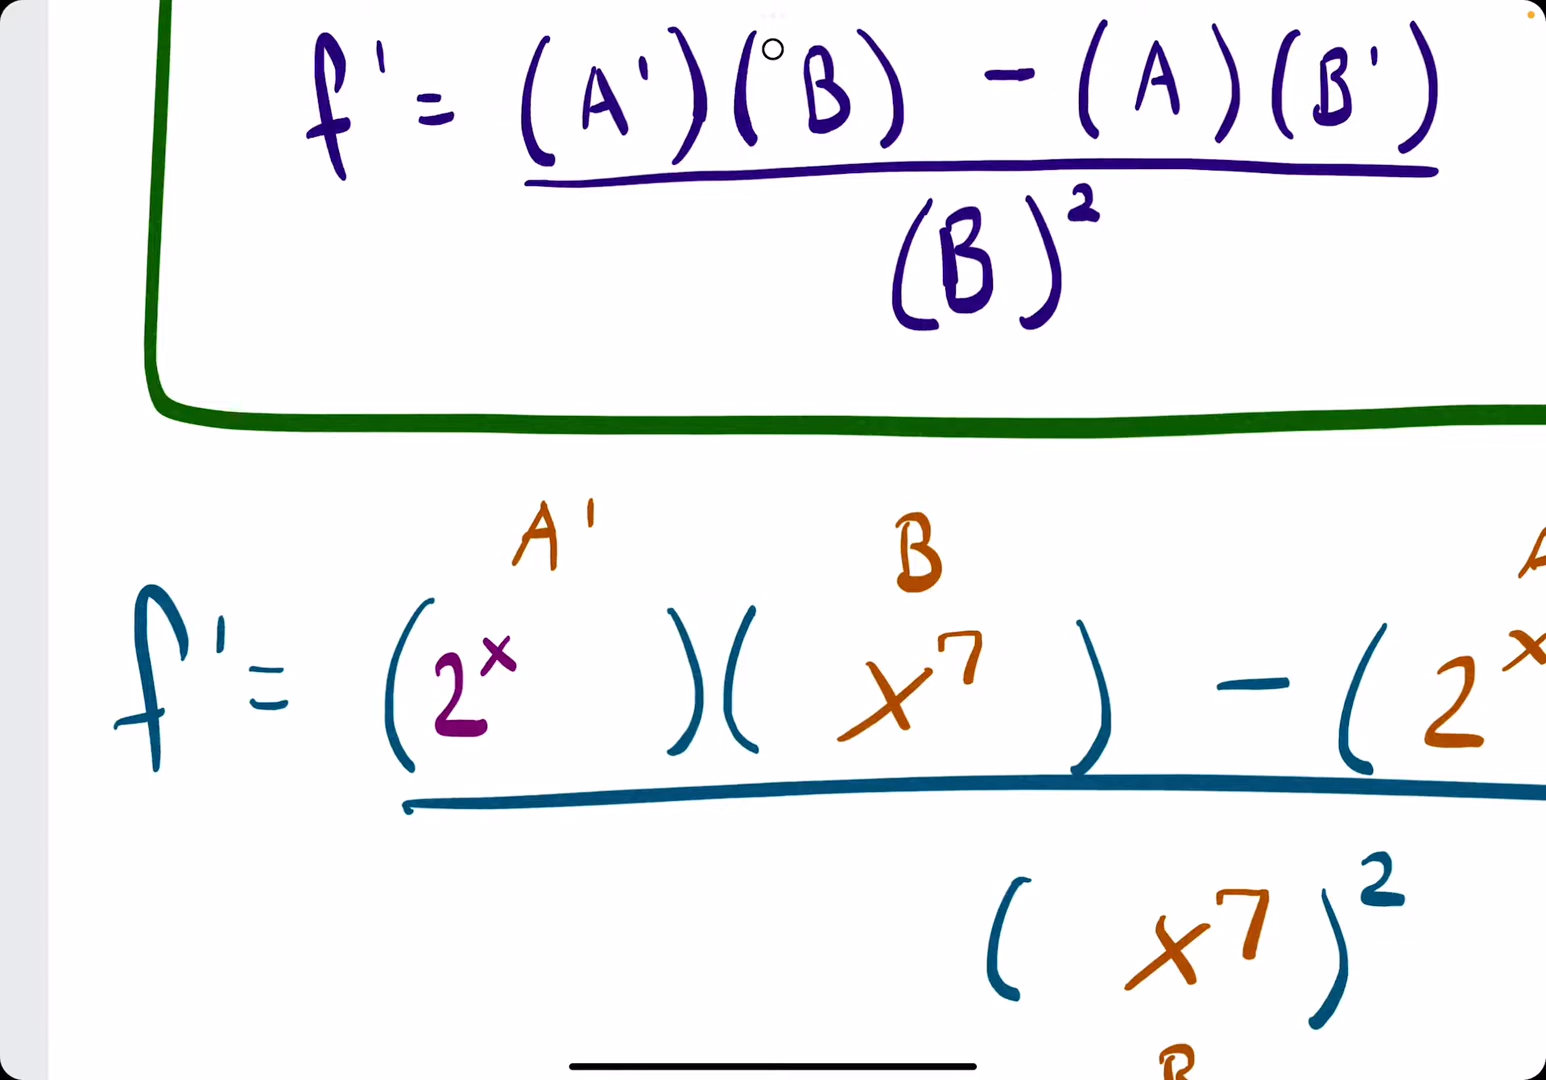 f' = (A')(B) - (A)(B')
(B)²
A' B A
f' = (2ˣ )( x⁷ ) - ( 2ˣ
( x⁷ )²
B